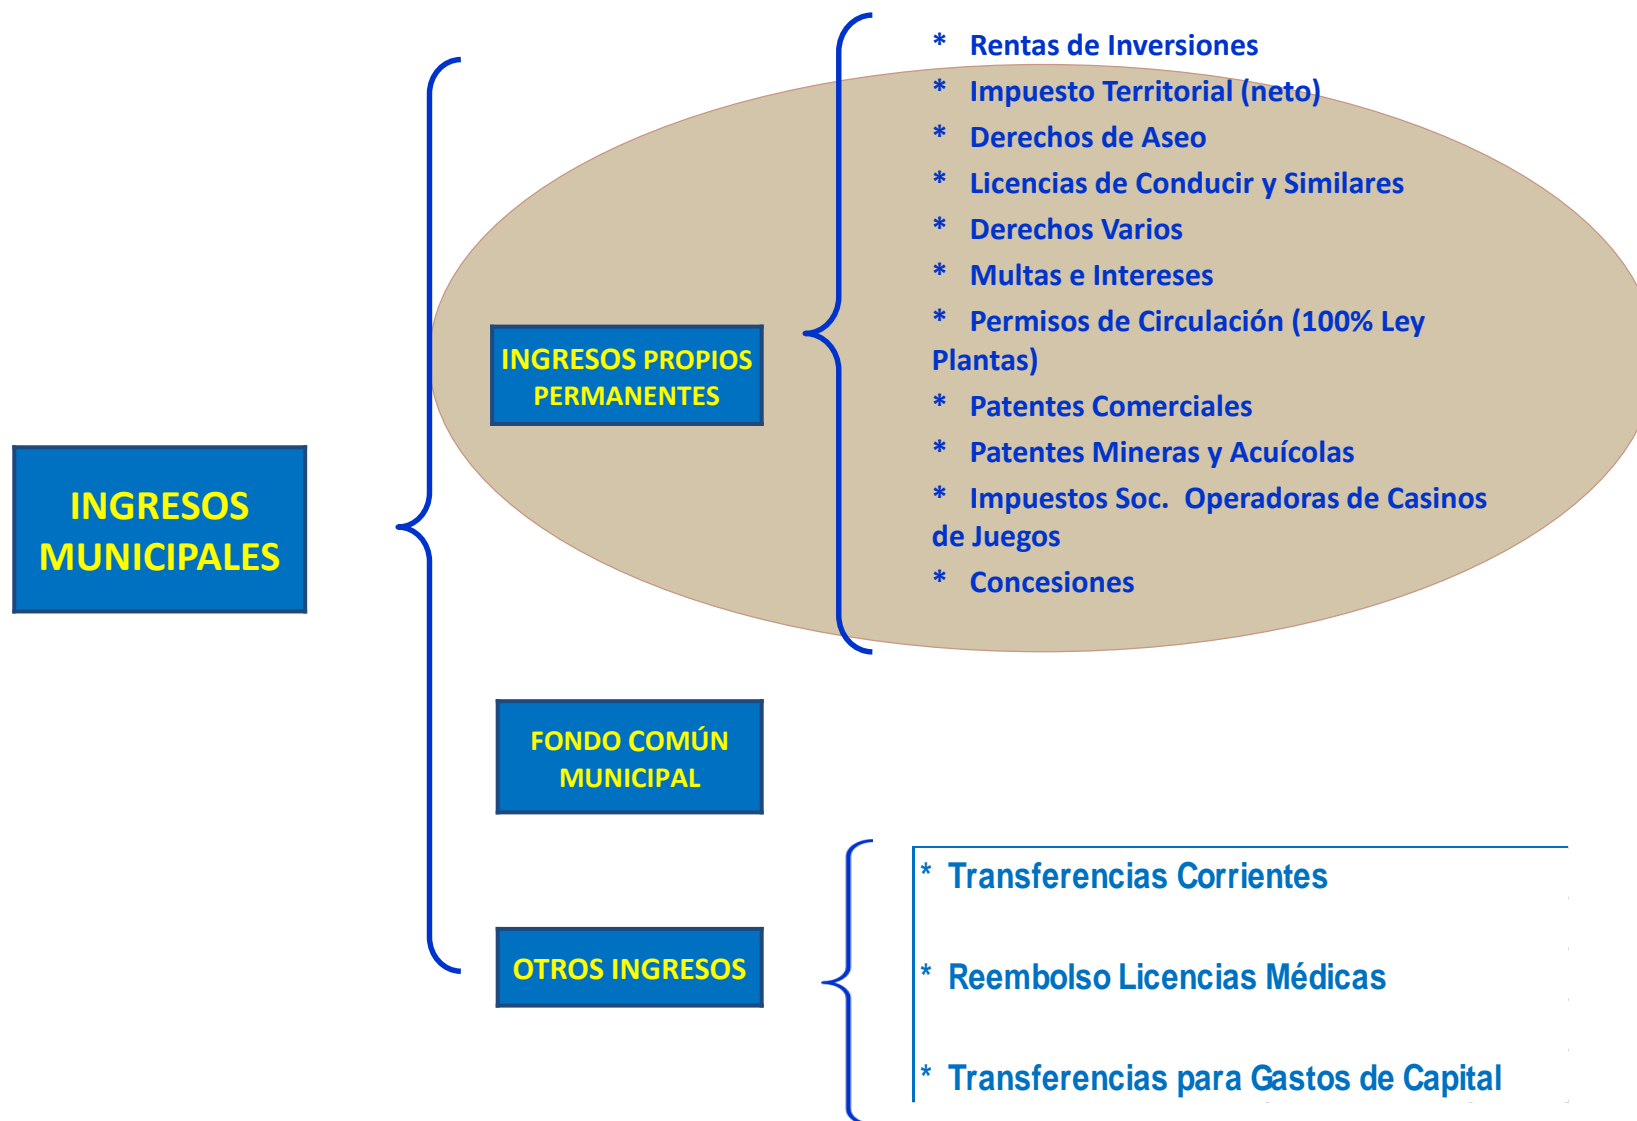 INGRESOS
MUNICIPALES
INGRESOS PROPIOS
PERMANENTES
* Rentas de Inversiones
* Impuesto Territorial (neto)
* Derechos de Aseo
* Licencias de Conducir y Similares
* Derechos Varios
* Multas e Intereses
* Permisos de Circulación (100% Ley
Plantas)
* Patentes Comerciales
* Patentes Mineras y Acuícolas
* Impuestos Soc. Operadoras de Casinos
de Juegos
* Concesiones
FONDO COMÚN
MUNICIPAL
OTROS INGRESOS
* Transferencias Corrientes
* Reembolso Licencias Médicas
* Transferencias para Gastos de Capital